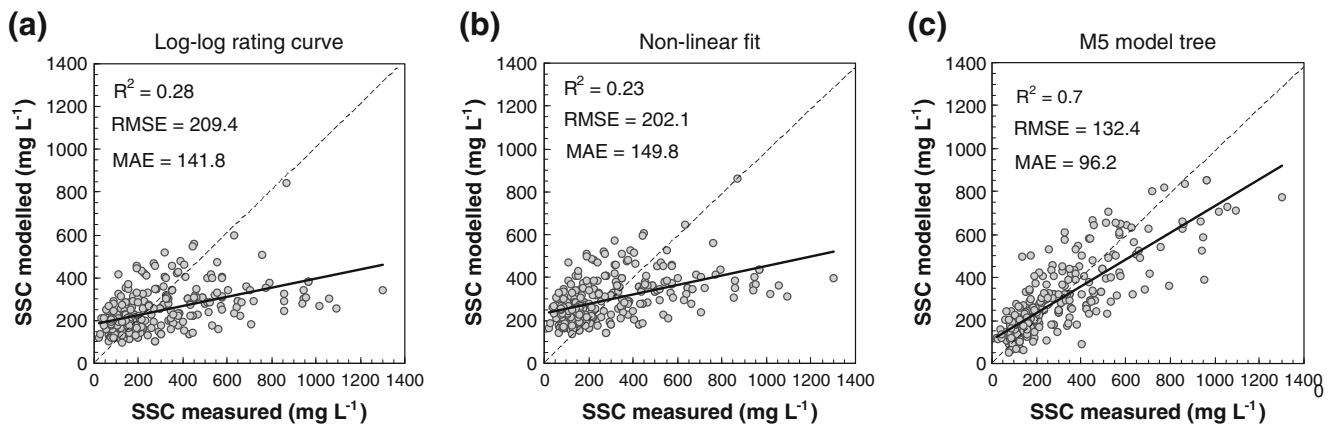 (a)
Log-log rating curve
R² = 0.28
RMSE = 209.4
MAE = 141.8
SSC modelled (mg L⁻¹)
1400
1200
1000
800
600
400
200
0
0 200 400 600 800 1000 1200 1400
SSC measured (mg L⁻¹)
(b)
Non-linear fit
R² = 0.23
RMSE = 202.1
MAE = 149.8
SSC modelled (mg L⁻¹)
1400
1200
1000
800
600
400
200
0
0 200 400 600 800 1000 1200 1400
SSC measured (mg L⁻¹)
(c)
M5 model tree
R² = 0.7
RMSE = 132.4
MAE = 96.2
SSC modelled (mg L⁻¹)
1400
1200
1000
800
600
400
200
0
0 200 400 600 800 1000 1200 1400
0
SSC measured (mg L⁻¹)